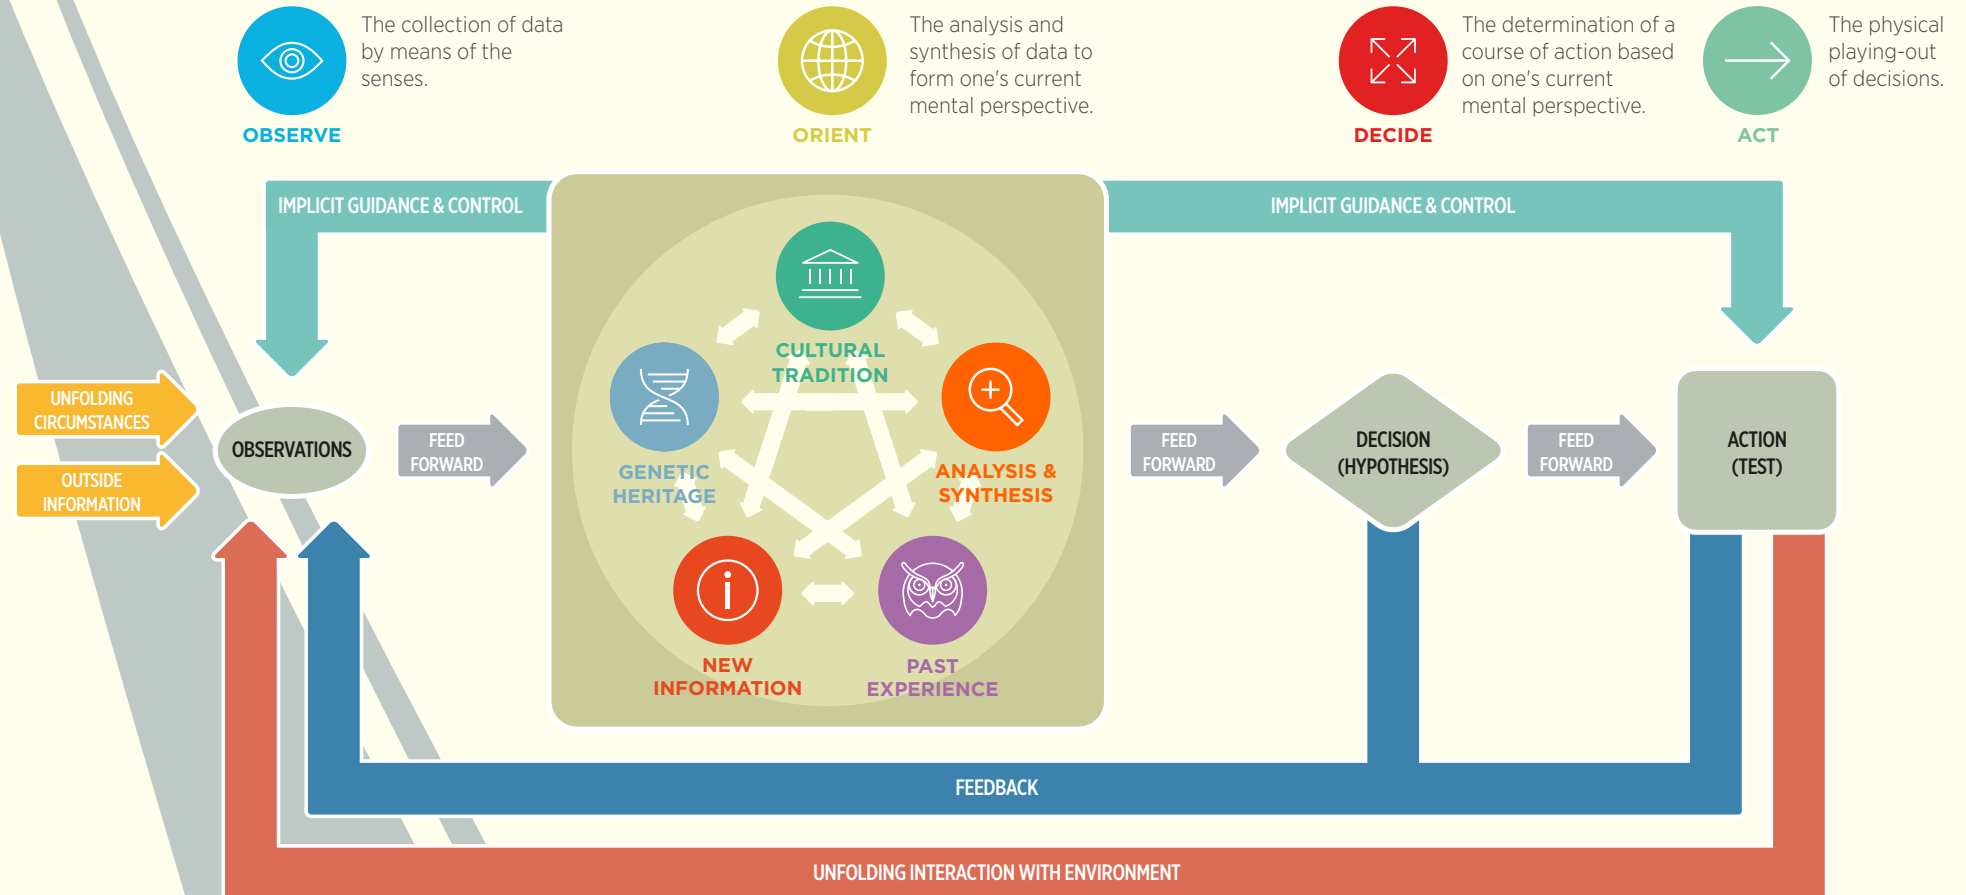 The collection of data
by means of the
senses.
OBSERVE
The analysis and
synthesis of data to
form one's current
mental perspective.
ORIENT
The determination of a
course of action based
on one's current
mental perspective.
DECIDE
The physical
playing-out
of decisions.
ACT
IMPLICIT GUIDANCE & CONTROL
IMPLICIT GUIDANCE & CONTROL
UNFOLDING
CIRCUMSTANCES
OUTSIDE
INFORMATION
OBSERVATIONS
FEED
FORWARD
CULTURAL
TRADITION
GENETIC
HERITAGE
ANALYSIS &
SYNTHESIS
NEW
INFORMATION
PAST
EXPERIENCE
FEED
FORWARD
DECISION
(HYPOTHESIS)
FEED
FORWARD
ACTION
(TEST)
FEEDBACK
UNFOLDING INTERACTION WITH ENVIRONMENT